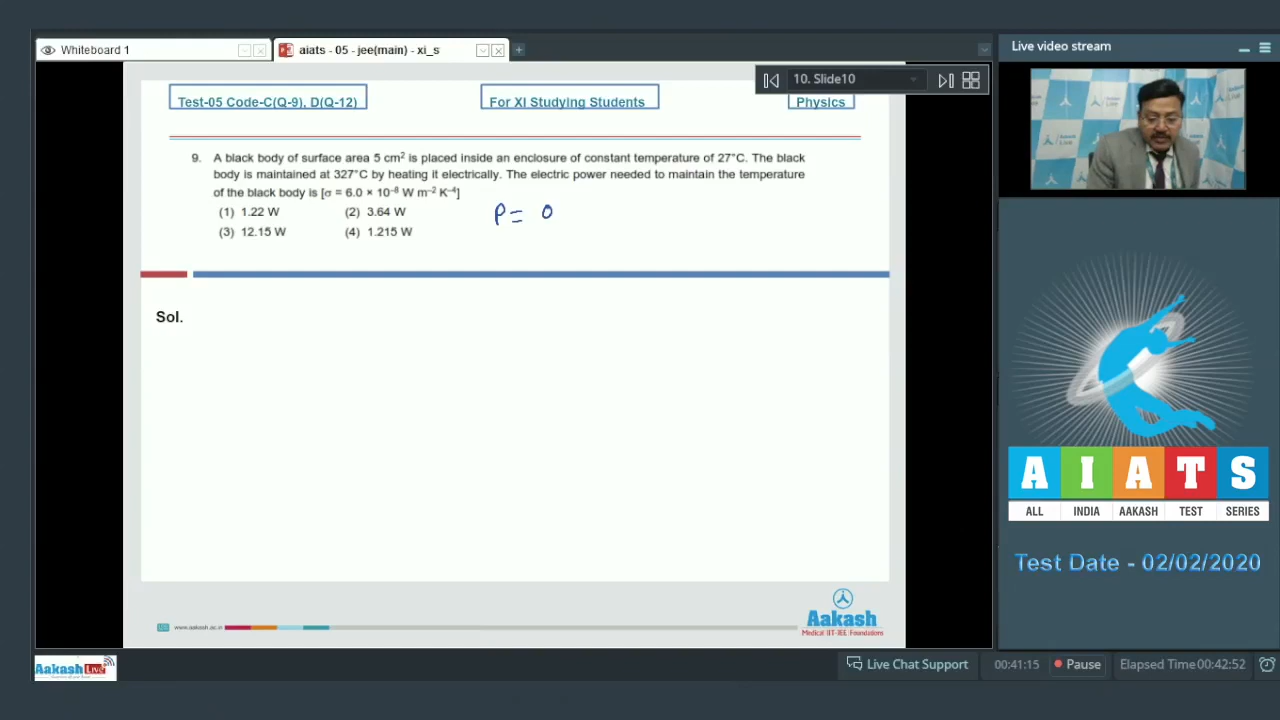 Whiteboard 1
aiats - 05 - jee(main) - xi_s
Live video stream
10. Slide10
Test-05 Code-C(Q-9), D(Q-12)
For XI Studying Students
Physics
9. A black body of surface area 5 cm² is placed inside an enclosure of constant temperature of 27°C. The black
body is maintained at 327°C by heating it electrically. The electric power needed to maintain the temperature
of the black body is [σ = 6.0 × 10⁻⁸ W m⁻² K⁻⁴]
(1) 1.22 W (2) 3.64 W
(3) 12.15 W (4) 1.215 W
P = 0
Sol.
AIATS
ALL INDIA AAKASH TEST SERIES
Test Date - 02/02/2020
www.aakash.ac.in
Aakash
Medical IIT-JEE Foundations
Aakash Live
Live Chat Support
00:41:15
Pause
Elapsed Time 00:42:52